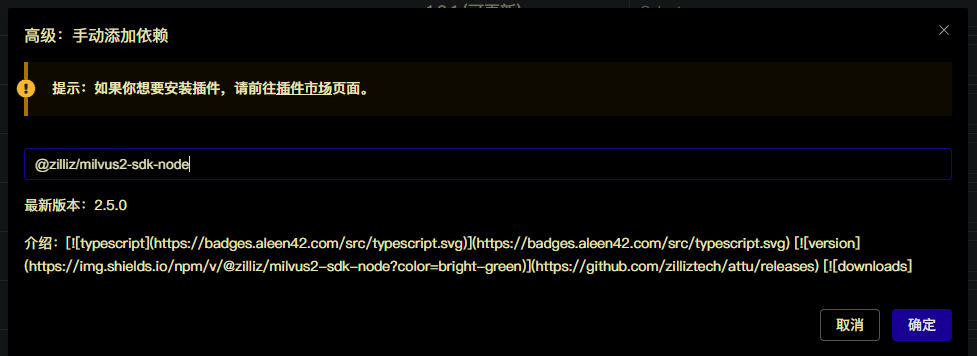 高级：手动添加依赖
提示：如果你想要安装插件，请前往插件市场页面。
@zilliz/milvus2-sdk-node
最新版本：2.5.0
介绍：[![typescript](https://badges.aleen42.com/src/typescript.svg)](https://badges.aleen42.com/src/typescript.svg) [![version]
(https://img.shields.io/npm/v/@zilliz/milvus2-sdk-node?color=bright-green)](https://github.com/zilliztech/attu/releases) [![downloads]
取消
确定